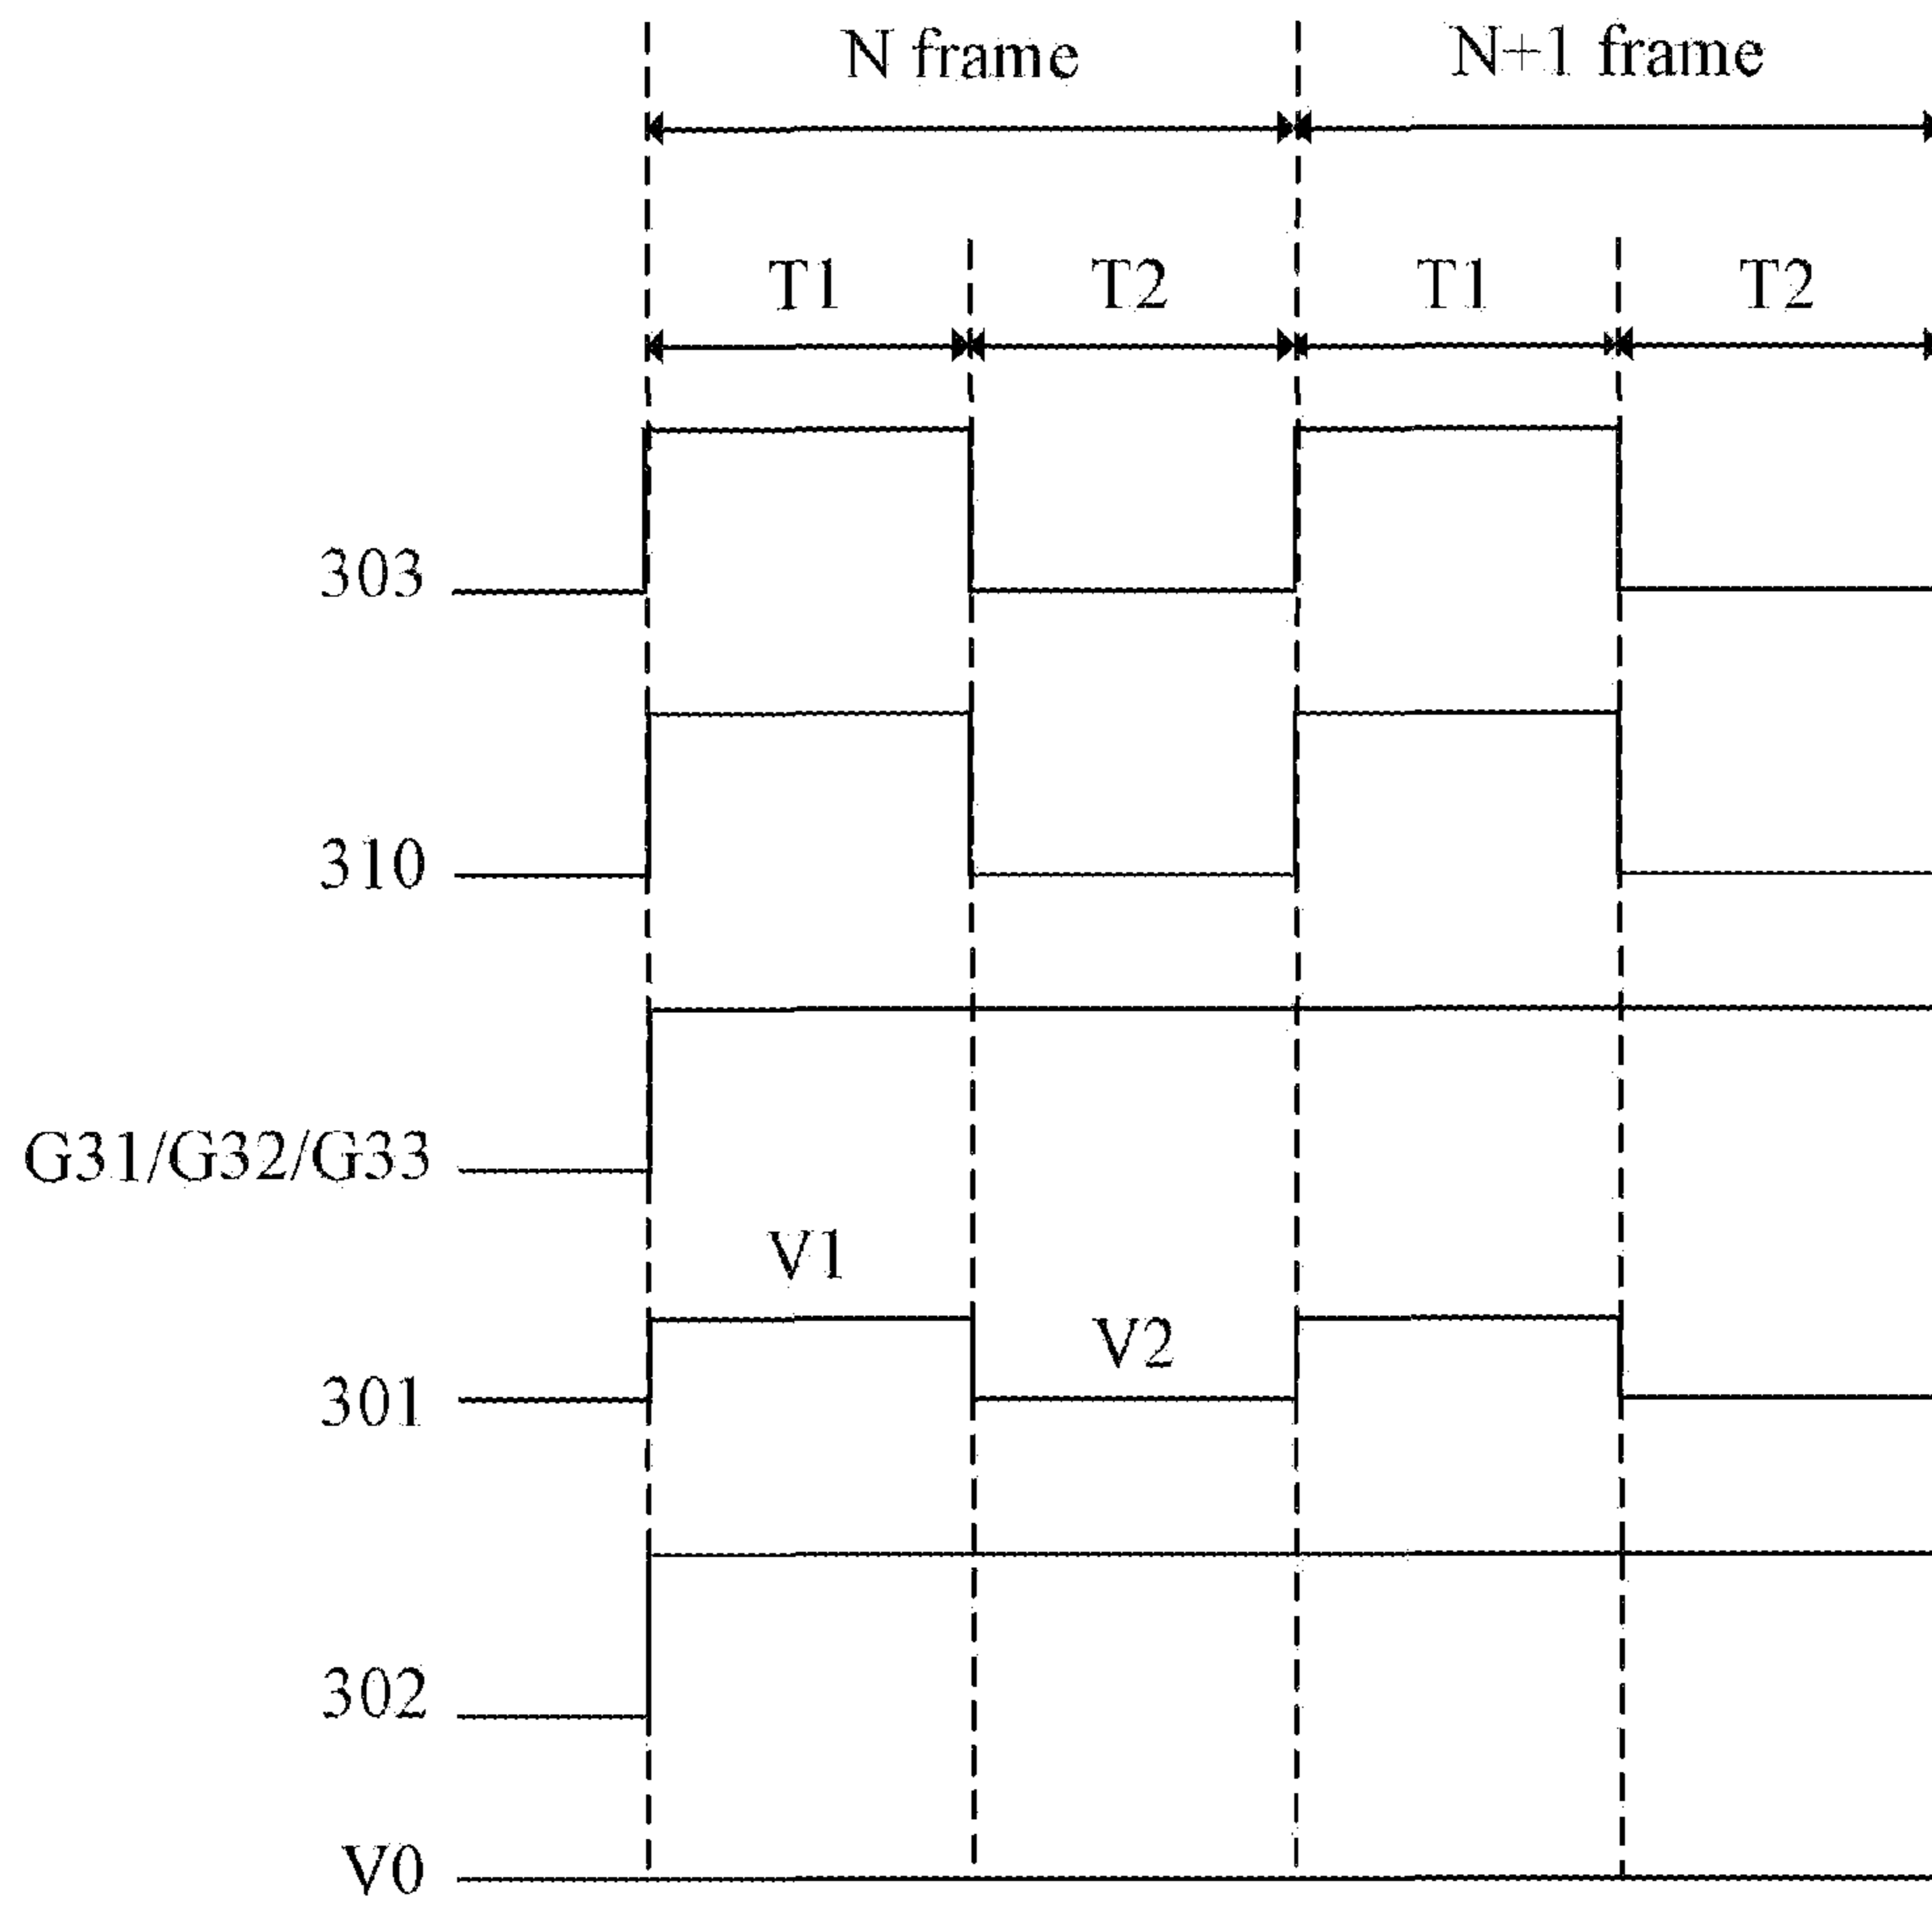 N frame N+1 frame
T1 T2 T1 T2
303
310
G31/G32/G33
V1
V2
301
302
V0